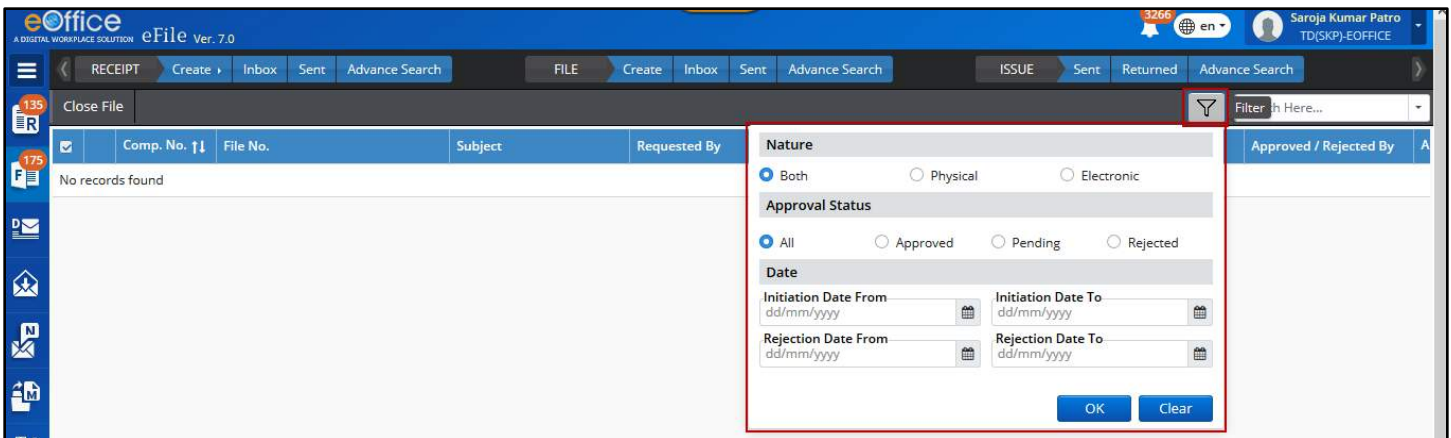 eOffice
A DIGITAL WORKPLACE SOLUTION eFile Ver. 7.0
3266 en Saroja Kumar Patro
TD(SKP)-EOFFICE
RECEIPT Create Inbox Sent Advance Search FILE Create Inbox Sent Advance Search ISSUE Sent Returned Advance Search
135 R Close File Filter Here...
Comp. No. File No. Subject Requested By Nature Approved / Rejected By A
175 F No records found Both Physical Electronic
Approval Status
D All Approved Pending Rejected
Date
Initiation Date From Initiation Date To
dd/mm/yyyy dd/mm/yyyy
N Rejection Date From Rejection Date To
dd/mm/yyyy dd/mm/yyyy
M
OK Clear